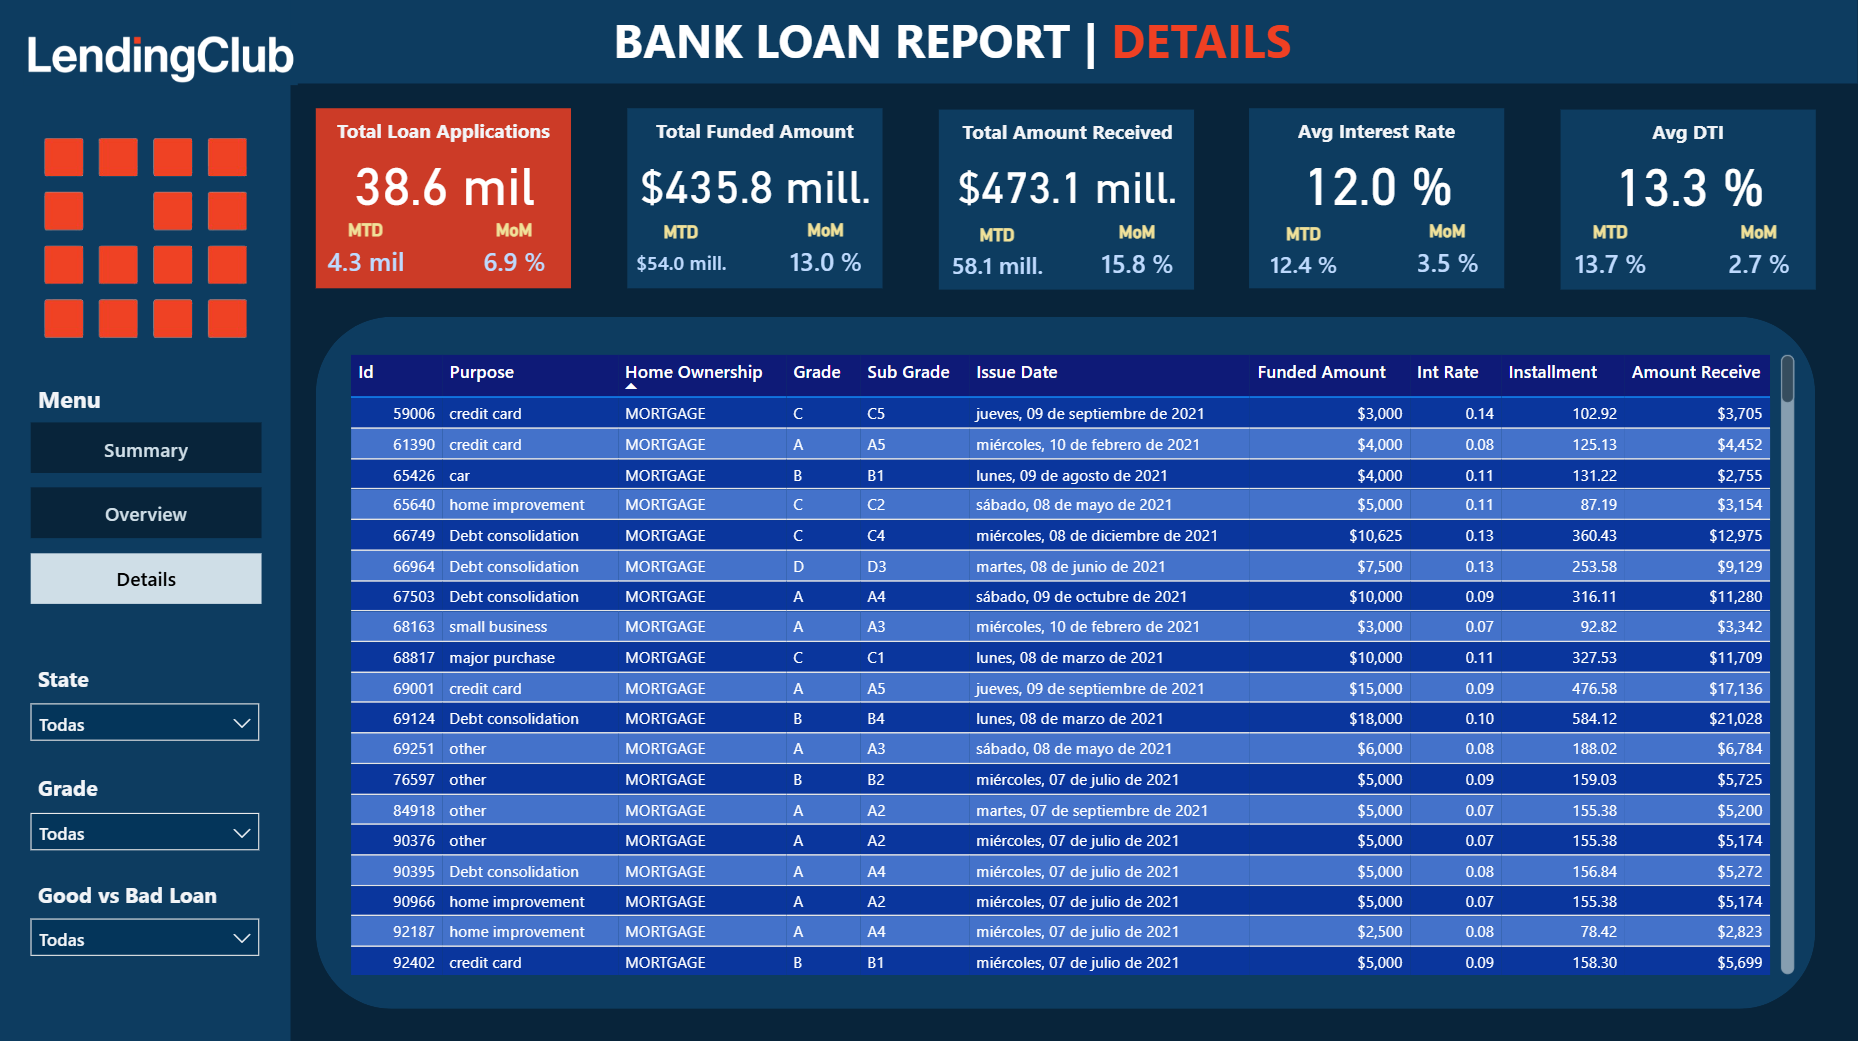 LendingClub
BANK LOAN REPORT | DETAILS
Total Loan Applications
38.6 mil
MTD MoM
4.3 mil 6.9 %
Total Funded Amount
$435.8 mill.
MTD MoM
$54.0 mill. 13.0 %
Total Amount Received
$473.1 mill.
MTD MoM
58.1 mill. 15.8 %
Avg Interest Rate
12.0 %
MTD MoM
12.4 % 3.5 %
Avg DTI
13.3 %
MTD MoM
13.7 % 2.7 %
Menu
Summary
Overview
Details
State
Todas
Grade
Todas
Good vs Bad Loan
Todas
Id Purpose Home Ownership Grade Sub Grade Issue Date Funded Amount Int Rate Installment Amount Receive
59006 credit card MORTGAGE C C5 jueves, 09 de septiembre de 2021 $3,000 0.14 102.92 $3,705
61390 credit card MORTGAGE A A5 miércoles, 10 de febrero de 2021 $4,000 0.08 125.13 $4,452
65426 car MORTGAGE B B1 lunes, 09 de agosto de 2021 $4,000 0.11 131.22 $2,755
65640 home improvement MORTGAGE C C2 sábado, 08 de mayo de 2021 $5,000 0.11 87.19 $3,154
66749 Debt consolidation MORTGAGE C C4 miércoles, 08 de diciembre de 2021 $10,625 0.13 360.43 $12,975
66964 Debt consolidation MORTGAGE D D3 martes, 08 de junio de 2021 $7,500 0.13 253.58 $9,129
67503 Debt consolidation MORTGAGE A A4 sábado, 09 de octubre de 2021 $10,000 0.09 316.11 $11,280
68163 small business MORTGAGE A A3 miércoles, 10 de febrero de 2021 $3,000 0.07 92.82 $3,342
68817 major purchase MORTGAGE C C1 lunes, 08 de marzo de 2021 $10,000 0.11 327.53 $11,709
69001 credit card MORTGAGE A A5 jueves, 09 de septiembre de 2021 $15,000 0.09 476.58 $17,136
69124 Debt consolidation MORTGAGE B B4 lunes, 08 de marzo de 2021 $18,000 0.10 584.12 $21,028
69251 other MORTGAGE A A3 sábado, 08 de mayo de 2021 $6,000 0.08 188.02 $6,784
76597 other MORTGAGE B B2 miércoles, 07 de julio de 2021 $5,000 0.09 159.03 $5,725
84918 other MORTGAGE A A2 martes, 07 de septiembre de 2021 $5,000 0.07 155.38 $5,200
90376 other MORTGAGE A A2 miércoles, 07 de julio de 2021 $5,000 0.07 155.38 $5,174
90395 Debt consolidation MORTGAGE A A4 miércoles, 07 de julio de 2021 $5,000 0.08 156.84 $5,272
90966 home improvement MORTGAGE A A2 miércoles, 07 de julio de 2021 $5,000 0.07 155.38 $5,174
92187 home improvement MORTGAGE A A4 miércoles, 07 de julio de 2021 $2,500 0.08 78.42 $2,823
92402 credit card MORTGAGE B B1 miércoles, 07 de julio de 2021 $5,000 0.09 158.30 $5,699